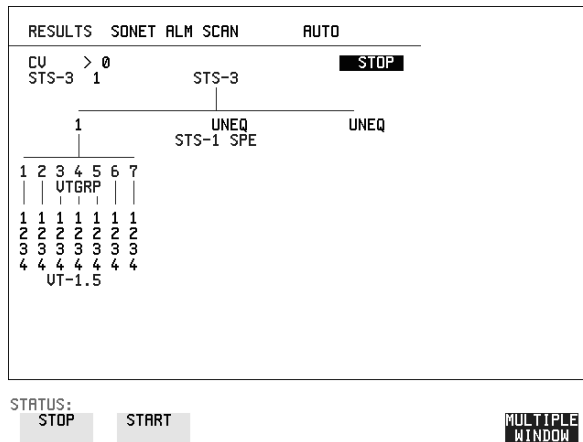 RESULTS SONET ALM SCAN AUTO
CV > 0 STOP
STS-3 1 STS-3
1 UNEQ UNEQ
STS-1 SPE
1 2 3 4 5 6 7
VTGRP
1 1 1 1 1 1 1
2 2 2 2 2 2 2
3 3 3 3 3 3 3
4 4 4 4 4 4 4
VT-1.5
STATUS:
STOP START MULTIPLE
WINDOW